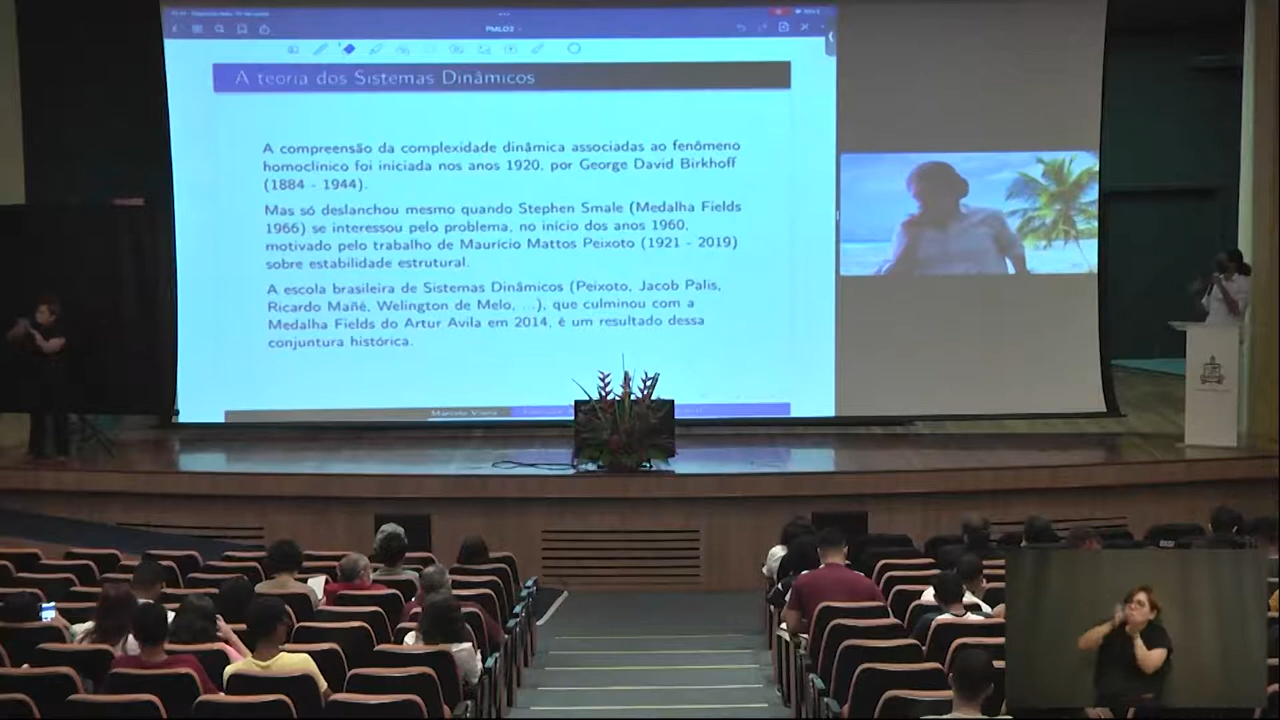 PMLO2
A teoria dos Sistemas Dinâmicos
A compreensão da complexidade dinâmica associadas ao fenômeno
homoclínico foi iniciada nos anos 1920, por George David Birkhoff
(1884 - 1944).
Mas só deslanchou mesmo quando Stephen Smale (Medalha Fields
1966) se interessou pelo problema, no início dos anos 1960,
motivado pelo trabalho de Maurício Mattos Peixoto (1921 - 2019)
sobre estabilidade estrutural.
A escola brasileira de Sistemas Dinâmicos (Peixoto, Jacob Palis,
Ricardo Mañé, Welington de Melo, ...), que culminou com a
Medalha Fields do Artur Avila em 2014, é um resultado dessa
conjuntura histórica.
Marcelo Viana